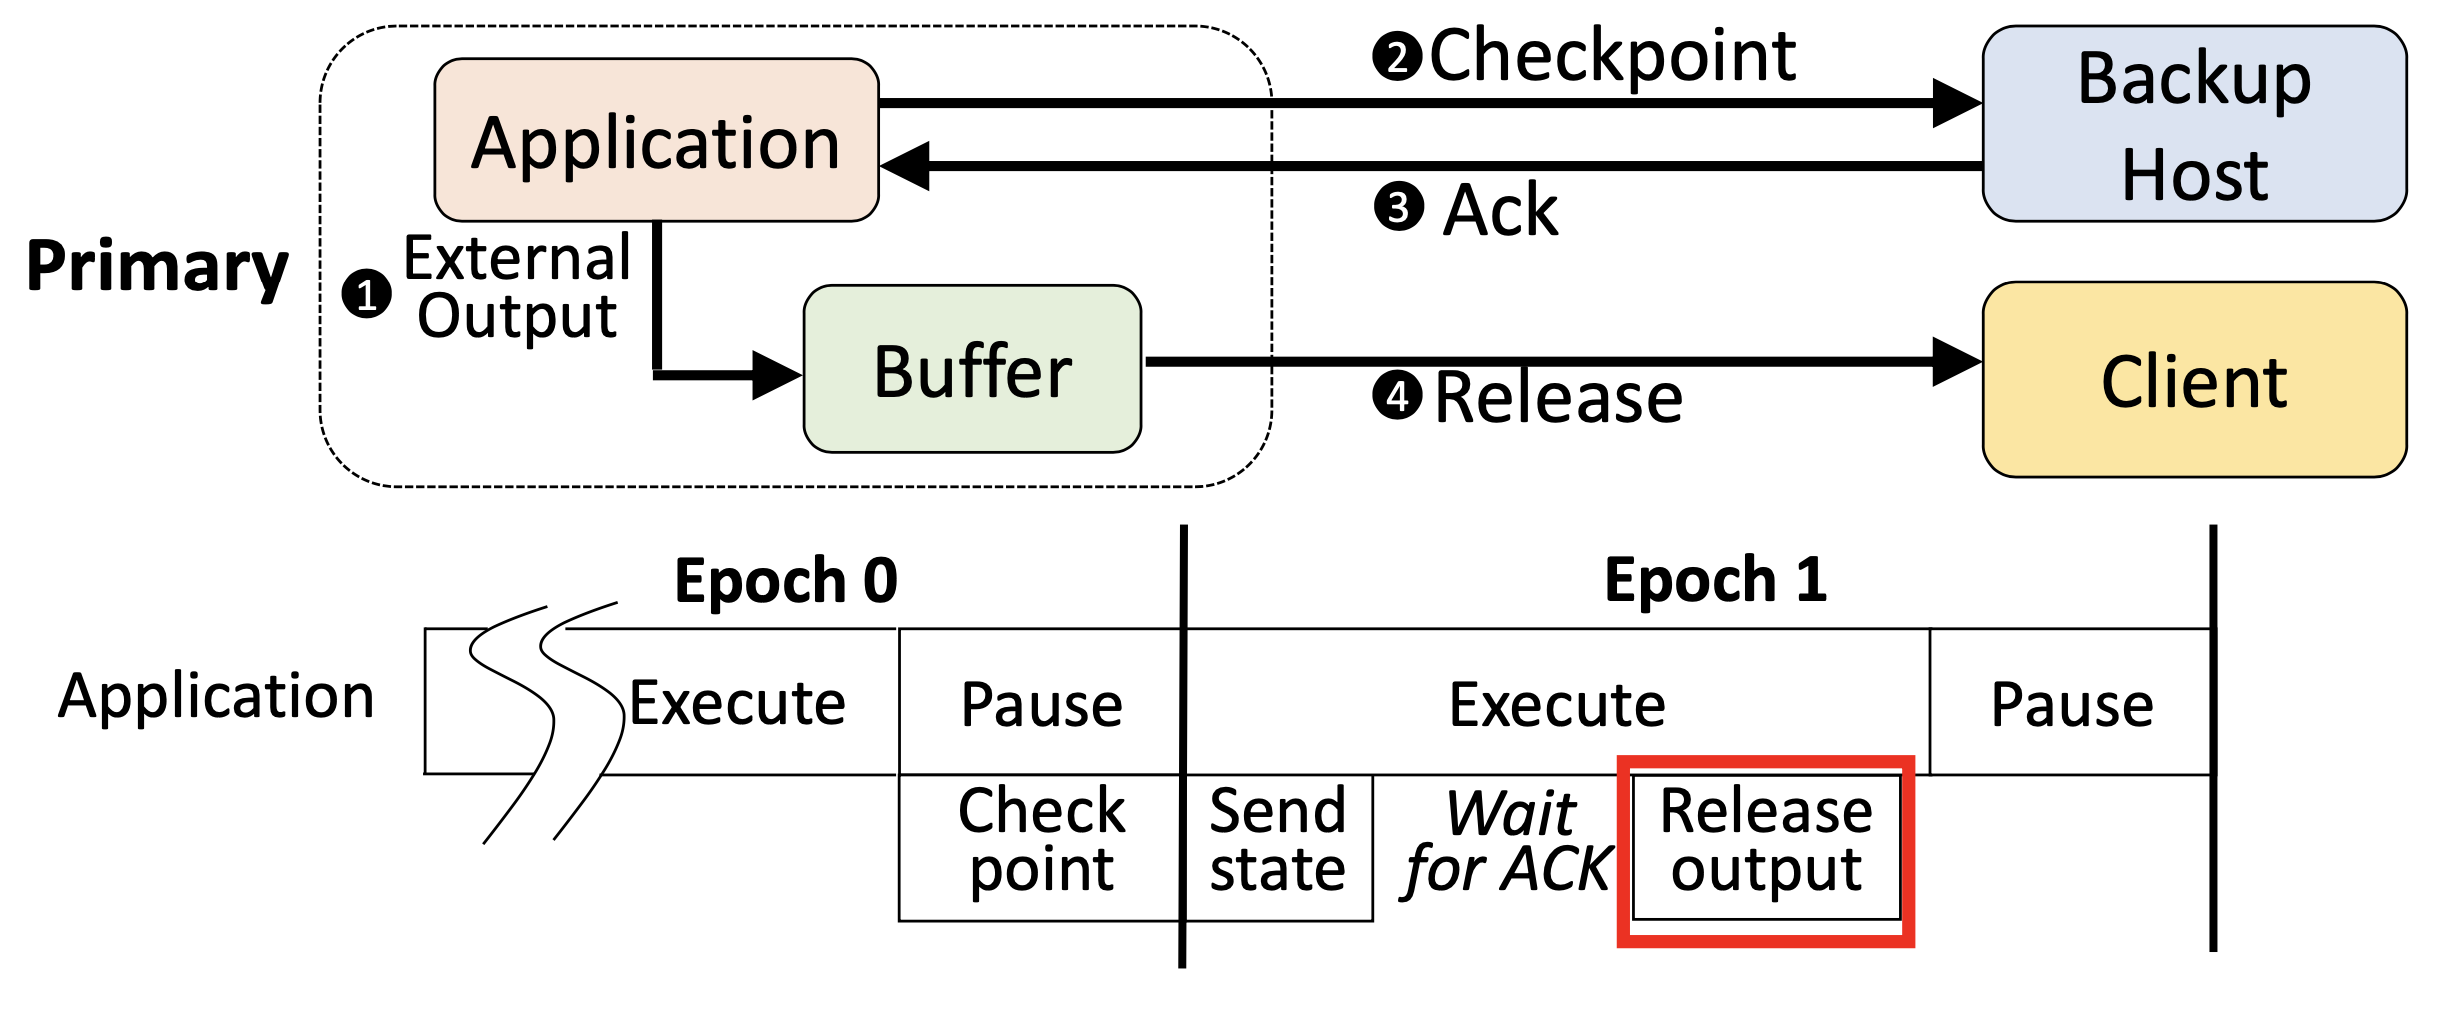 ❷Checkpoint
Backup
Host
Application
❸ Ack
Primary
❶ External
Output
Buffer
❹Release
Client
Epoch 0
Epoch 1
Application
Execute
Pause
Execute
Pause
Check
point
Send
state
Wait
for ACK
Release
output